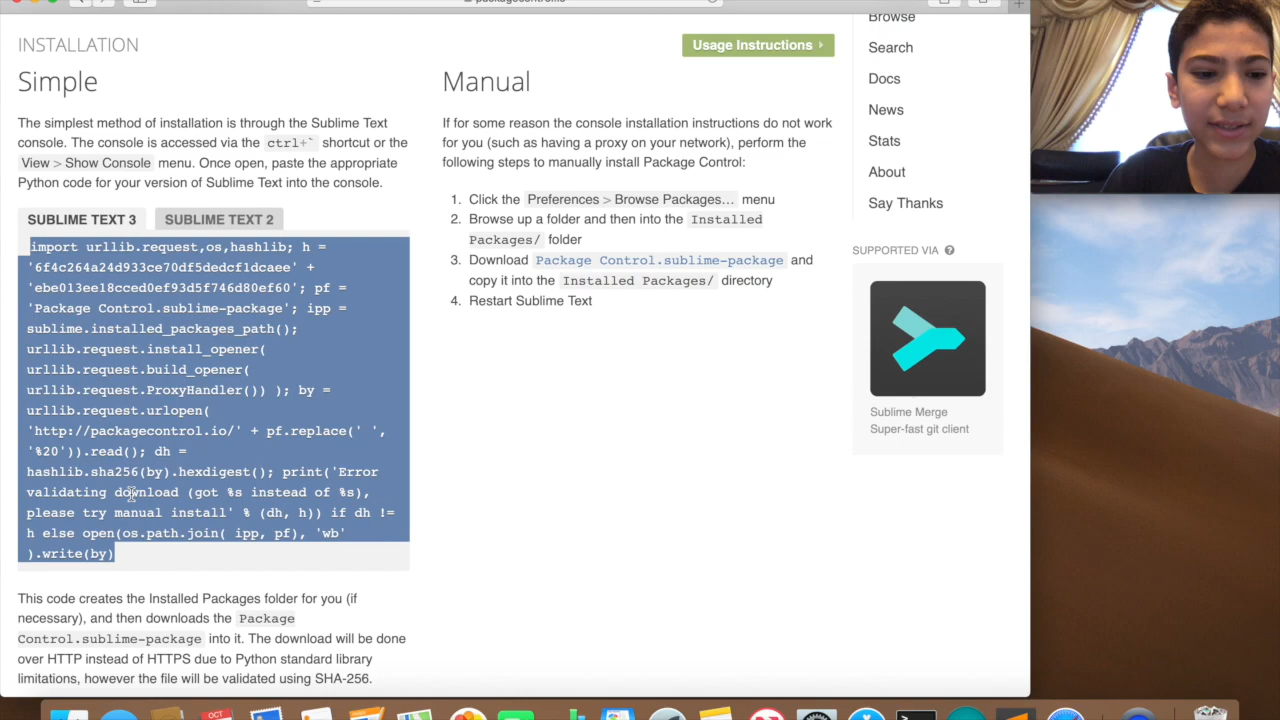 INSTALLATION
Usage Instructions
Simple
The simplest method of installation is through the Sublime Text
console. The console is accessed via the ctrl+` shortcut or the
View > Show Console menu. Once open, paste the appropriate
Python code for your version of Sublime Text into the console.
SUBLIME TEXT 3 SUBLIME TEXT 2
import urllib.request,os,hashlib; h =
'6f4c264a24d933ce70df5dedcf1dcaee' +
'ebe013ee18cced0ef93d5f746d80ef60'; pf =
'Package Control.sublime-package'; ipp =
sublime.installed_packages_path();
urllib.request.install_opener(
urllib.request.build_opener(
urllib.request.ProxyHandler()) ); by =
urllib.request.urlopen(
'http://packagecontrol.io/' + pf.replace(' ',
'%20')).read(); dh =
hashlib.sha256(by).hexdigest(); print('Error
validating download (got %s instead of %s),
please try manual install' % (dh, h)) if dh !=
h else open(os.path.join( ipp, pf), 'wb'
).write(by)
This code creates the Installed Packages folder for you (if
necessary), and then downloads the Package
Control.sublime-package into it. The download will be done
over HTTP instead of HTTPS due to Python standard library
limitations, however the file will be validated using SHA-256.
Manual
If for some reason the console installation instructions do not work
for you (such as having a proxy on your network), perform the
following steps to manually install Package Control:
1. Click the Preferences > Browse Packages… menu
2. Browse up a folder and then into the Installed
Packages/ folder
3. Download Package Control.sublime-package and
copy it into the Installed Packages/ directory
4. Restart Sublime Text
Browse
Search
Docs
News
Stats
About
Say Thanks
SUPPORTED VIA ?
Sublime Merge
Super-fast git client
OCT